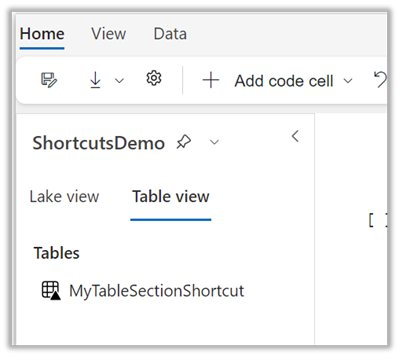 Home View Data
Add code cell
ShortcutsDemo
Lake view Table view
[ ]
Tables
MyTableSectionShortcut